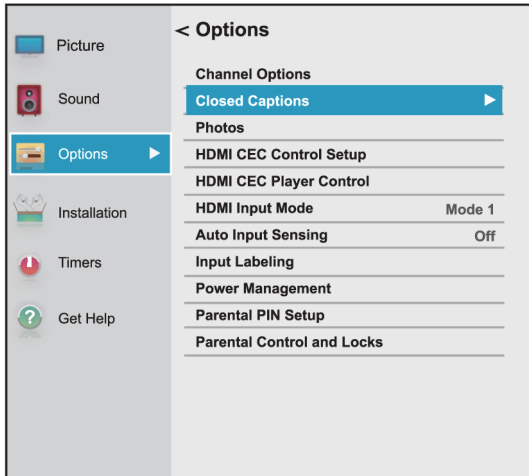 Picture
Sound
Options
Installation
Timers
Get Help
< Options
Channel Options
Closed Captions
Photos
HDMI CEC Control Setup
HDMI CEC Player Control
HDMI Input Mode Mode 1
Auto Input Sensing Off
Input Labeling
Power Management
Parental PIN Setup
Parental Control and Locks